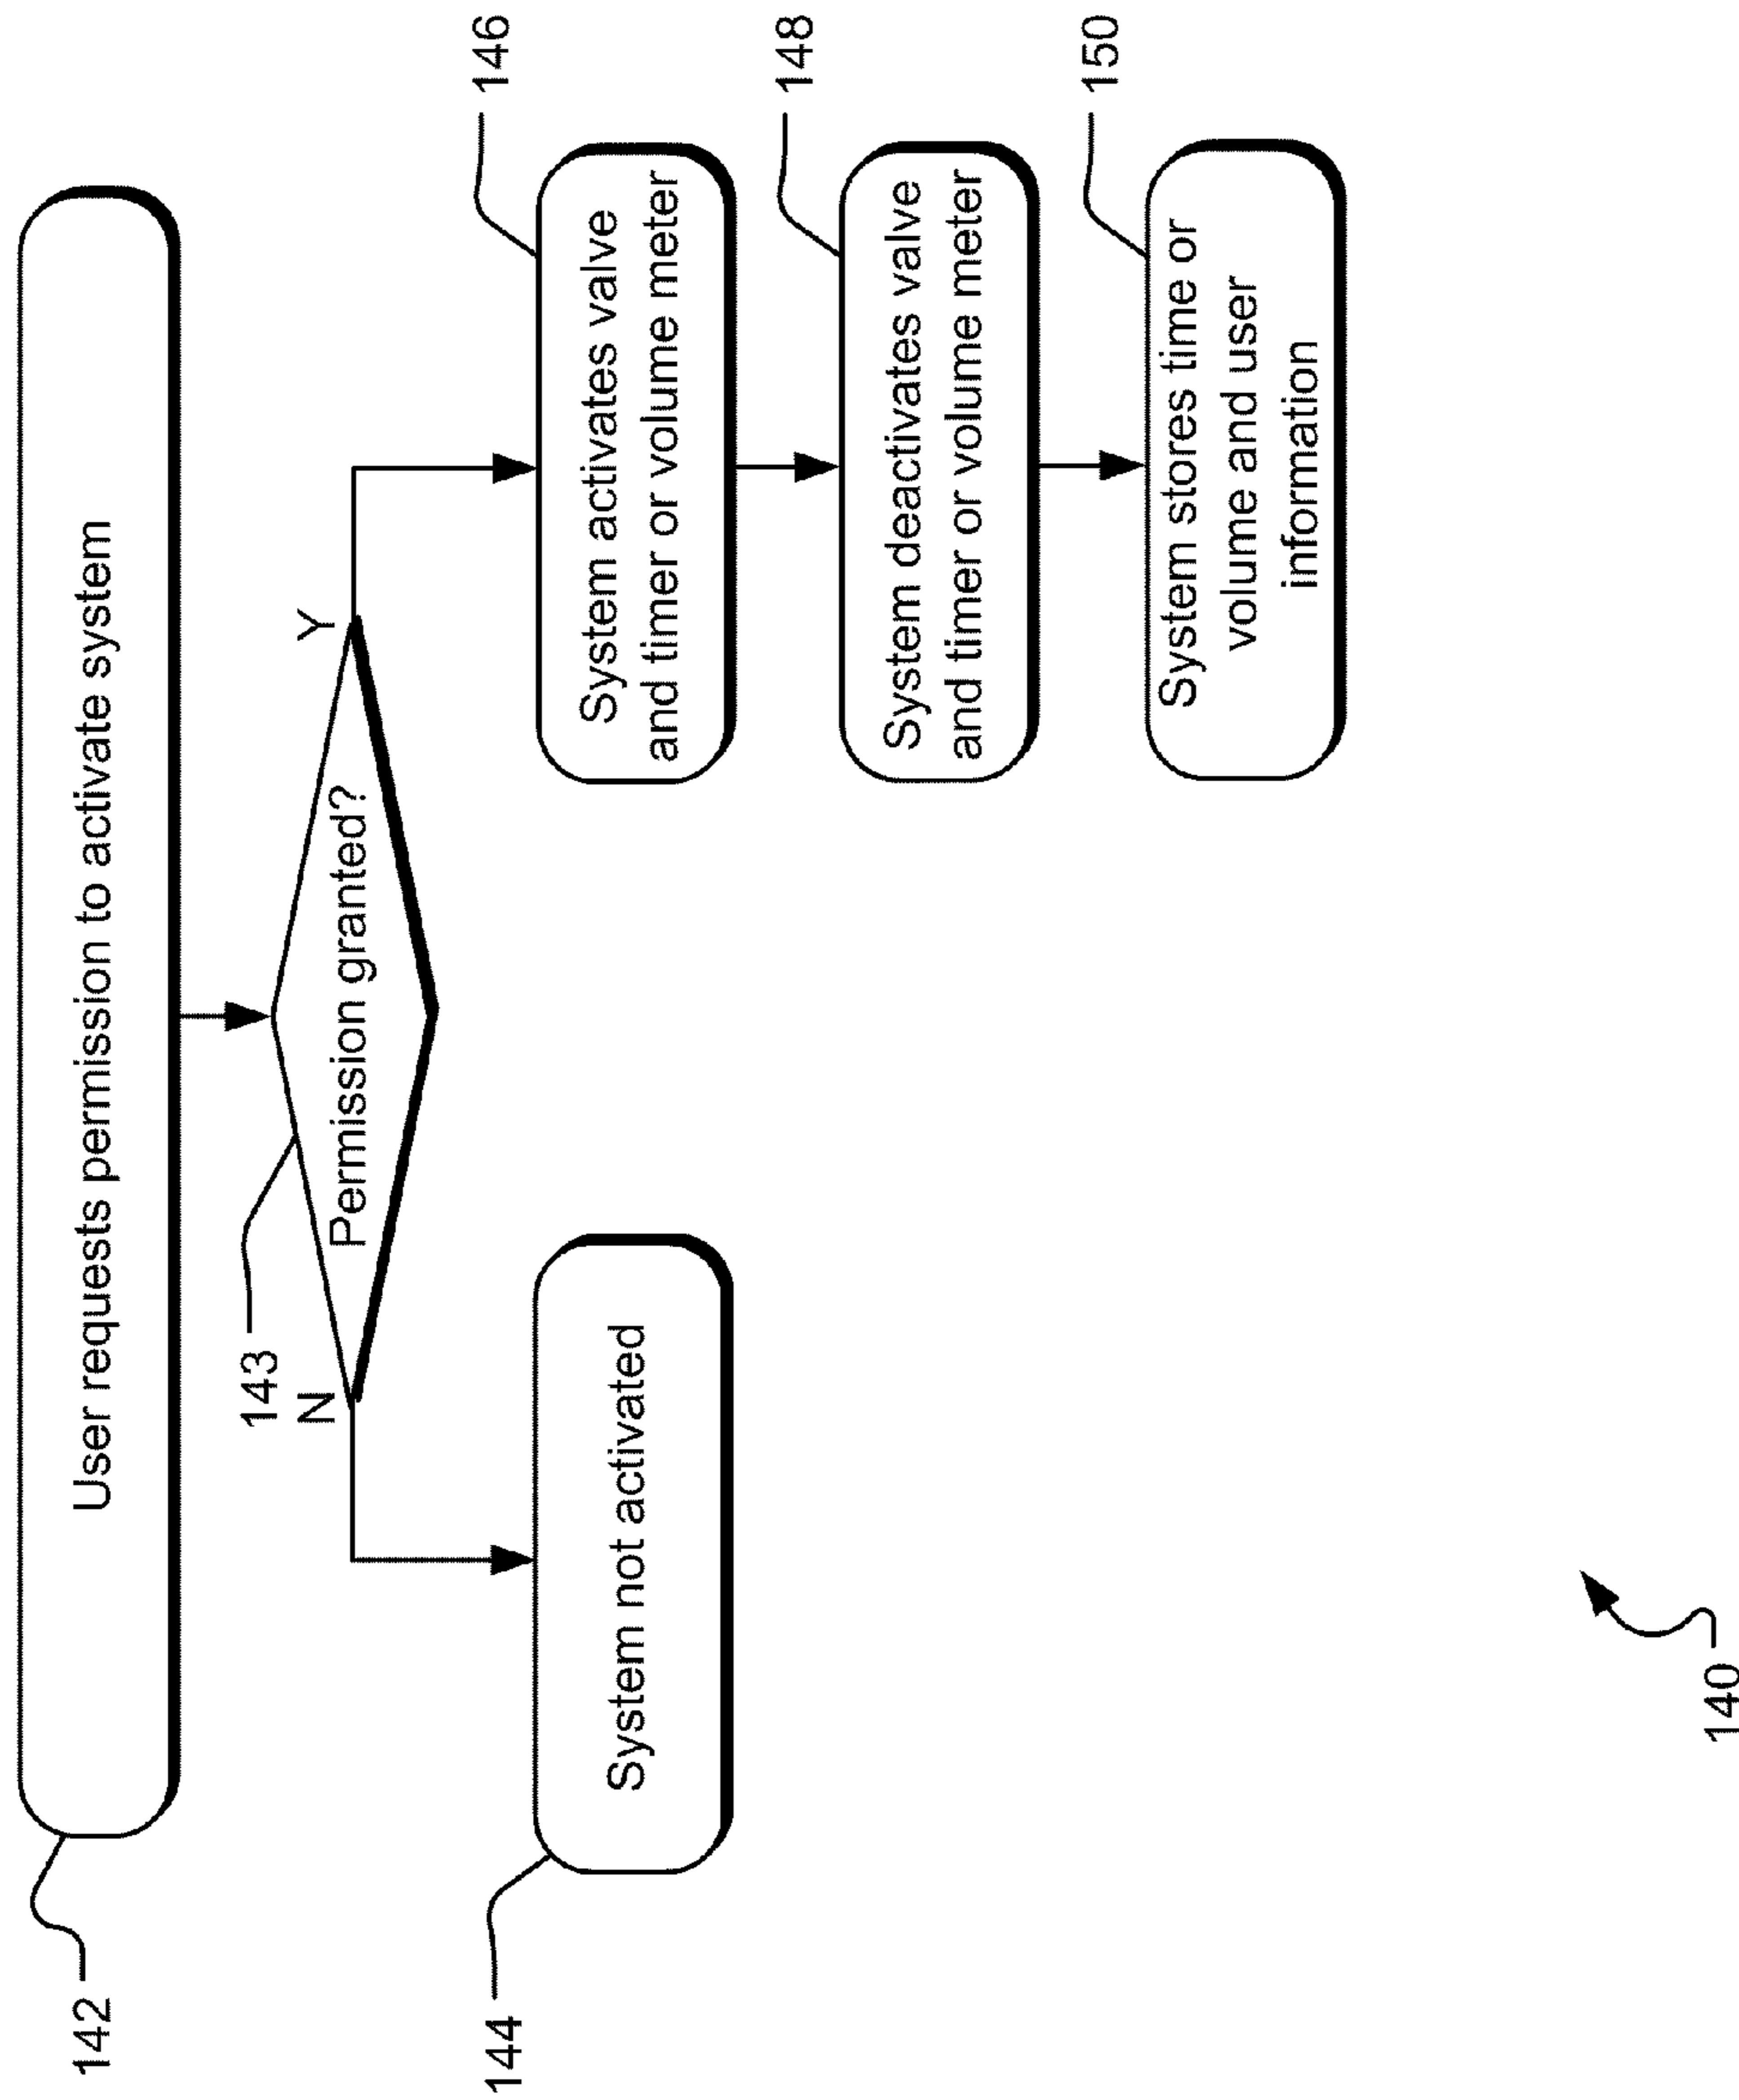 142
User requests permission to activate system
143
Permission granted?
N
Y
144
System not activated
146
System activates valve
and timer or volume meter
148
System deactivates valve
and timer or volume meter
150
System stores time or
volume and user
information
140